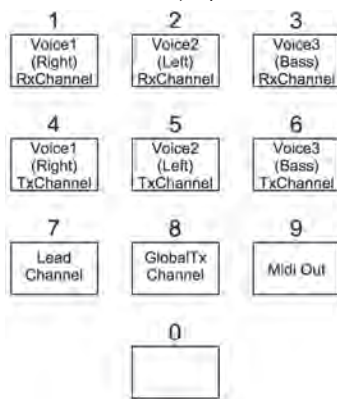 1 2 3
Voice1 Voice2 Voice3
(Right) (Left) (Bass)
RxChannel RxChannel RxChannel
4 5 6
Voice1 Voice2 Voice3
(Right) (Left) (Bass)
TxChannel TxChannel TxChannel
7 8 9
Lead GlobalTx Midi Out
Channel Channel
0